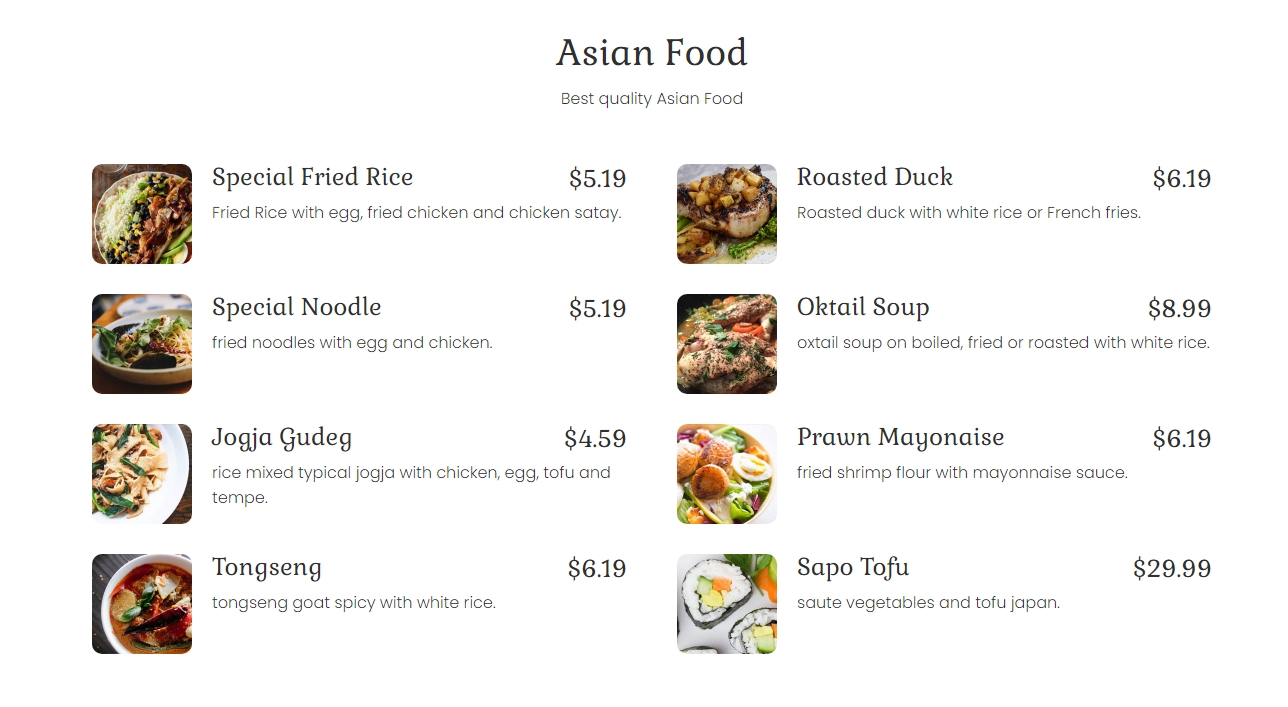 Asian Food
Best quality Asian Food
Special Fried Rice $5.19
Fried Rice with egg, fried chicken and chicken satay.
Special Noodle $5.19
fried noodles with egg and chicken.
Jogja Gudeg $4.59
rice mixed typical jogja with chicken, egg, tofu and
tempe.
Tongseng $6.19
tongseng goat spicy with white rice.
Roasted Duck $6.19
Roasted duck with white rice or French fries.
Oktail Soup $8.99
oxtail soup on boiled, fried or roasted with white rice.
Prawn Mayonaise $6.19
fried shrimp flour with mayonnaise sauce.
Sapo Tofu $29.99
saute vegetables and tofu japan.